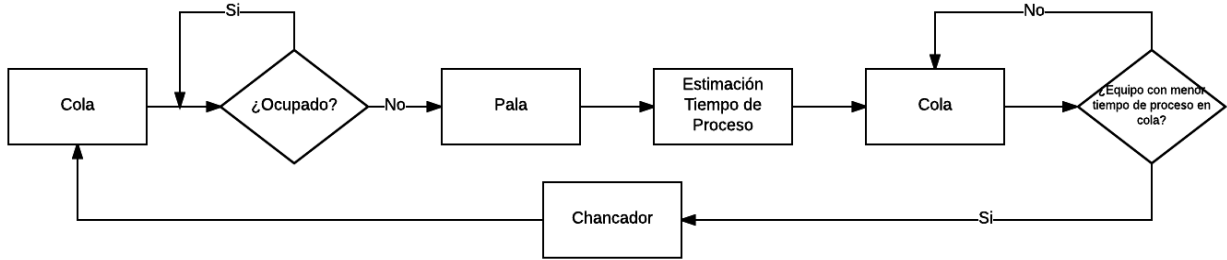 Si
No
Cola
¿Ocupado?
No
Pala
Estimación
Tiempo de
Proceso
Cola
¿Equipo con menor
tiempo de proceso en
cola?
Chancador
Si